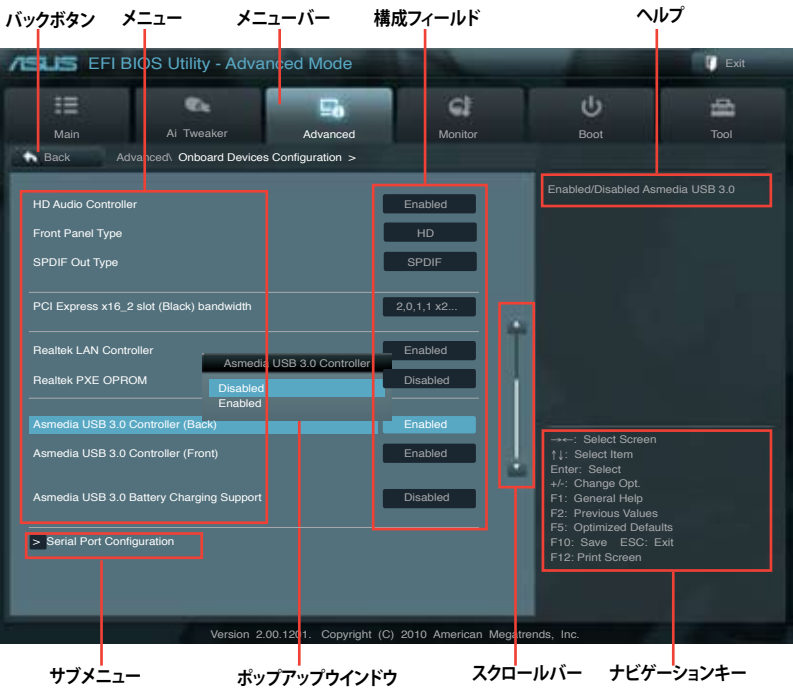 バックボタン メニュー メニューバー 構成フィールド ヘルプ
ASUS EFI BIOS Utility - Advanced Mode Exit
Main Ai Tweaker Advanced Monitor Boot Tool
Back Advanced\ Onboard Devices Configuration >
Enabled/Disabled Asmedia USB 3.0
HD Audio Controller Enabled
Front Panel Type HD
SPDIF Out Type SPDIF
PCI Express x16_2 slot (Black) bandwidth 2,0,1,1 x2...
Realtek LAN Controller Enabled
Asmedia USB 3.0 Controller
Realtek PXE OPROM Disabled
Disabled
Enabled
Asmedia USB 3.0 Controller (Back) Enabled
Asmedia USB 3.0 Controller (Front) Enabled
Asmedia USB 3.0 Battery Charging Support Disabled
> Serial Port Configuration
→←: Select Screen
↑↓: Select Item
Enter: Select
+/-: Change Opt.
F1: General Help
F2: Previous Values
F5: Optimized Defaults
F10: Save ESC: Exit
F12: Print Screen
Version 2.00.1201. Copyright (C) 2010 American Megatrends, Inc.
サブメニュー ポップアップウインドウ スクロールバー ナビゲーションキー